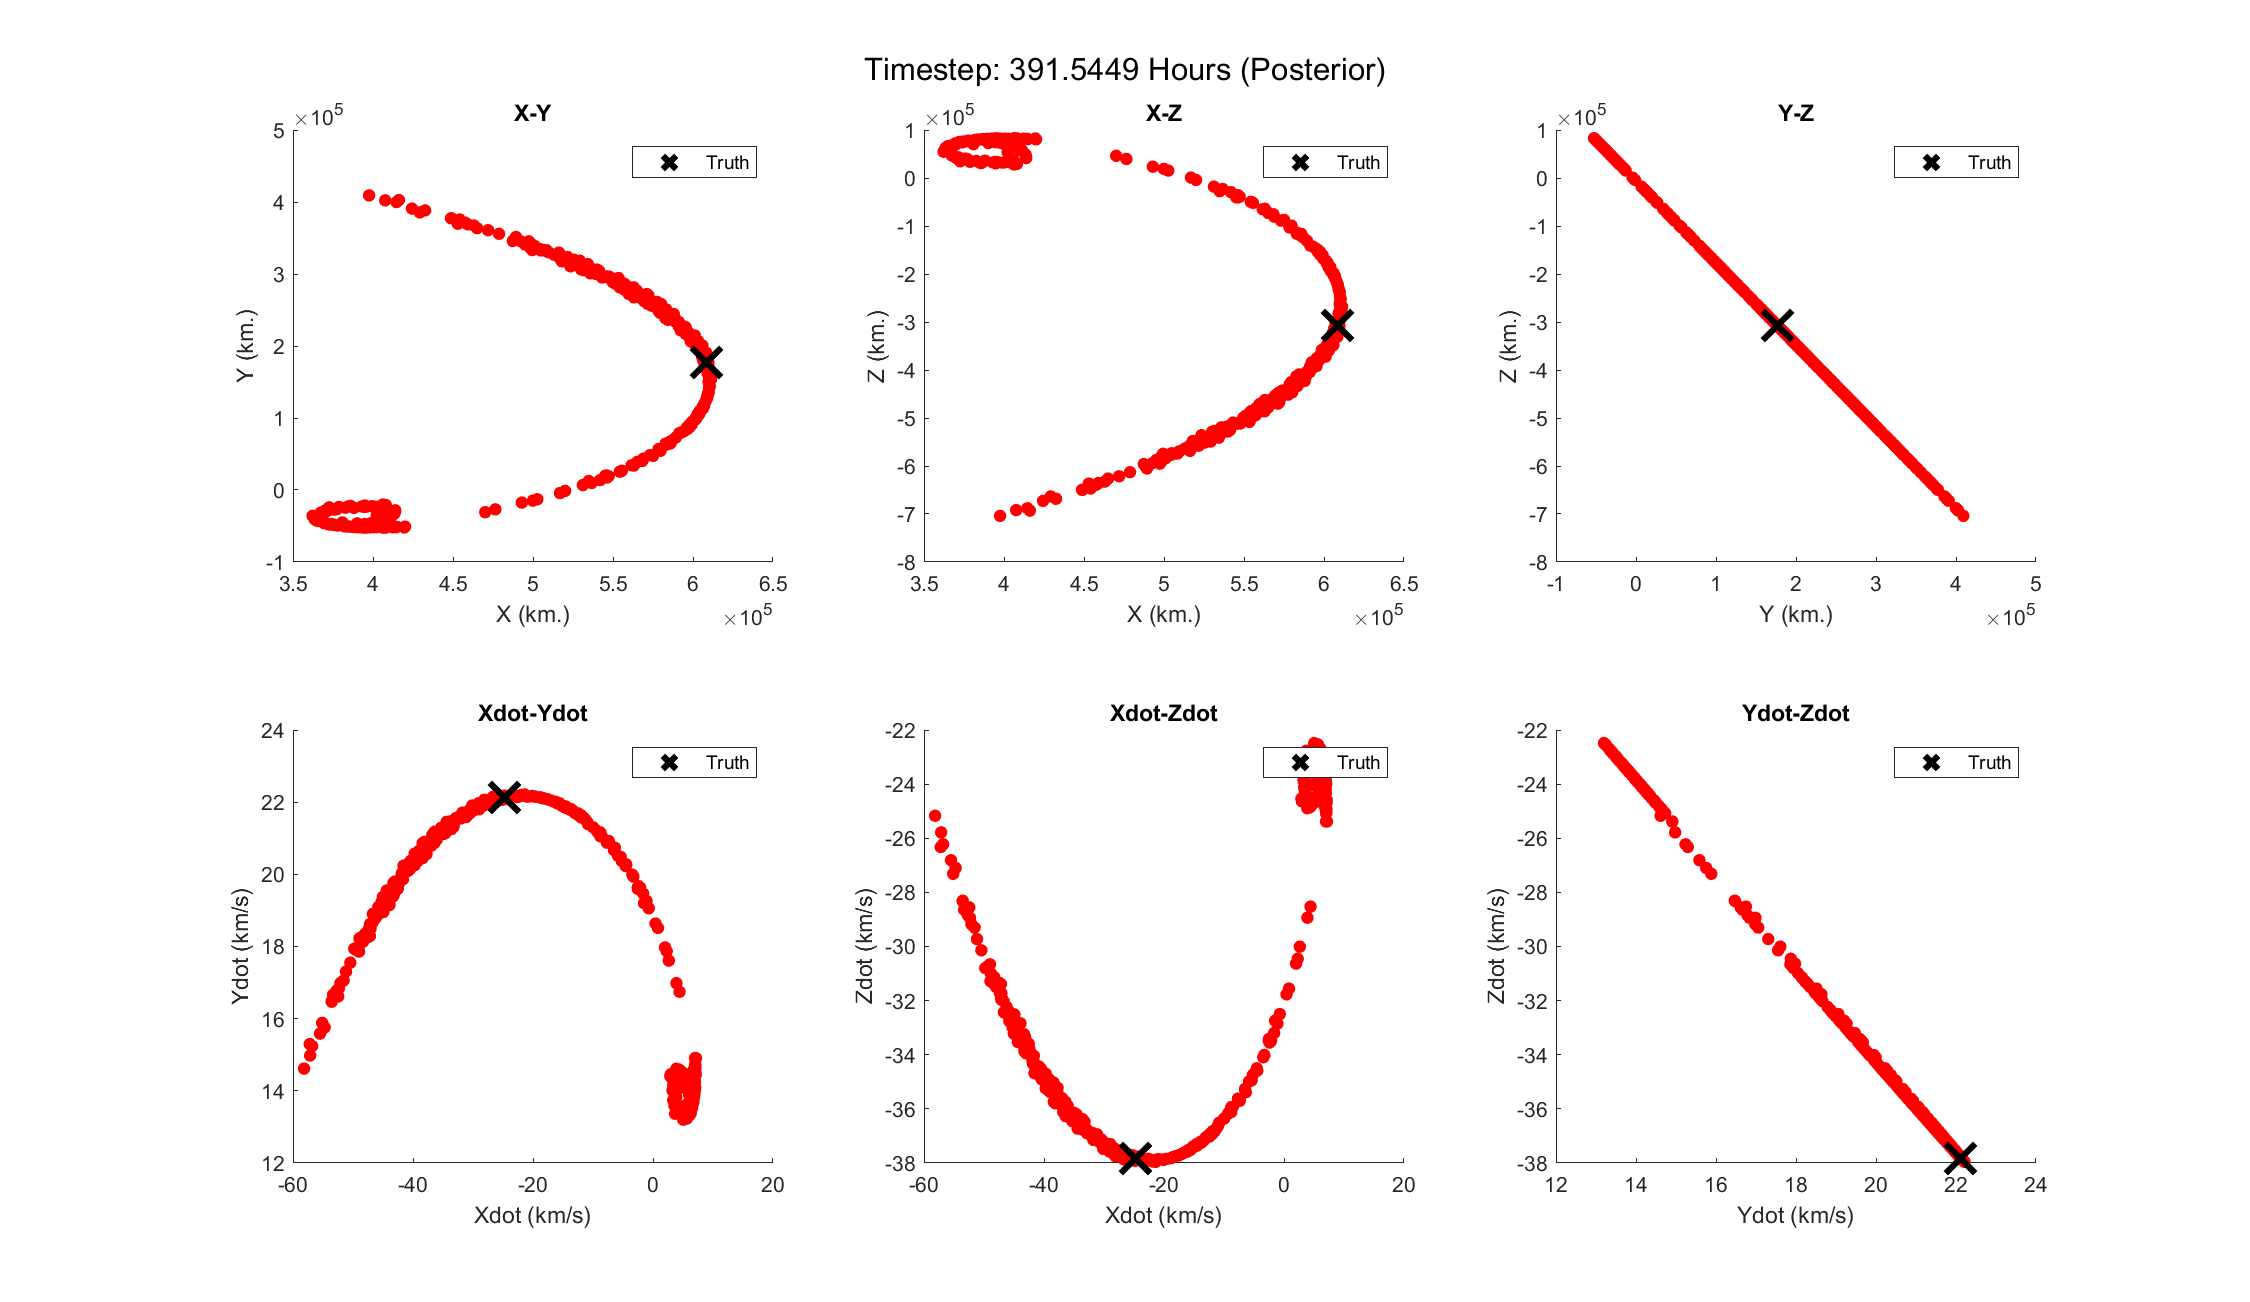 Timestep: 391.5449 Hours (Posterior)
X-Y
×10^5
Truth
5
4
3
2
1
0
-1
Y (km.)
3.5 4 4.5 5 5.5 6 6.5
X (km.)
×10^5
X-Z
×10^5
Truth
1
0
-1
-2
-3
-4
-5
-6
-7
-8
Z (km.)
3.5 4 4.5 5 5.5 6 6.5
X (km.)
×10^5
Y-Z
×10^5
Truth
1
0
-1
-2
-3
-4
-5
-6
-7
-8
Z (km.)
-1 0 1 2 3 4 5
Y (km.)
×10^5
Xdot-Ydot
Truth
24
22
20
18
16
14
12
Ydot (km/s)
-60 -40 -20 0 20
Xdot (km/s)
Xdot-Zdot
Truth
-22
-24
-26
-28
-30
-32
-34
-36
-38
Zdot (km/s)
-60 -40 -20 0 20
Xdot (km/s)
Ydot-Zdot
Truth
-22
-24
-26
-28
-30
-32
-34
-36
-38
Zdot (km/s)
12 14 16 18 20 22 24
Ydot (km/s)